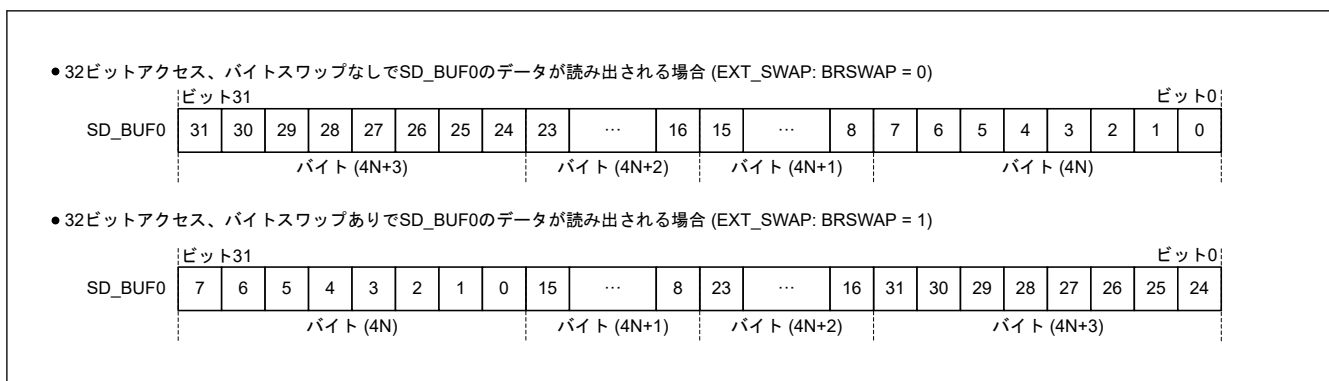 ● 32ビットアクセス、バイトスワップなしでSD_BUF0のデータが読み出される場合 (EXT_SWAP: BRSWAP = 0)
ビット31 ビット0
SD_BUF0 31 30 29 28 27 26 25 24 23 … 16 15 … 8 7 6 5 4 3 2 1 0
バイト (4N+3) バイト (4N+2) バイト (4N+1) バイト (4N)
● 32ビットアクセス、バイトスワップありでSD_BUF0のデータが読み出される場合 (EXT_SWAP: BRSWAP = 1)
ビット31 ビット0
SD_BUF0 7 6 5 4 3 2 1 0 15 … 8 23 … 16 31 30 29 28 27 26 25 24
バイト (4N) バイト (4N+1) バイト (4N+2) バイト (4N+3)